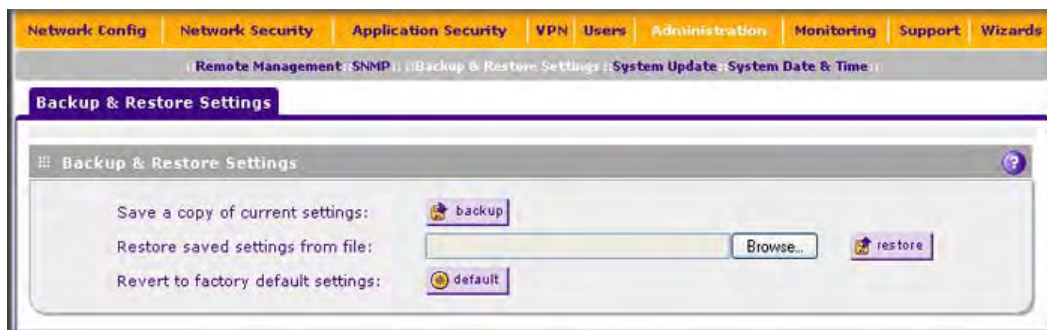 Network Config Network Security Application Security VPN Users Administration Monitoring Support Wizards
:: Remote Management :: SNMP :: :: Backup & Restore Settings :: System Update :: System Date & Time ::
Backup & Restore Settings
Backup & Restore Settings ?
Save a copy of current settings: backup
Restore saved settings from file: Browse... restore
Revert to factory default settings: default